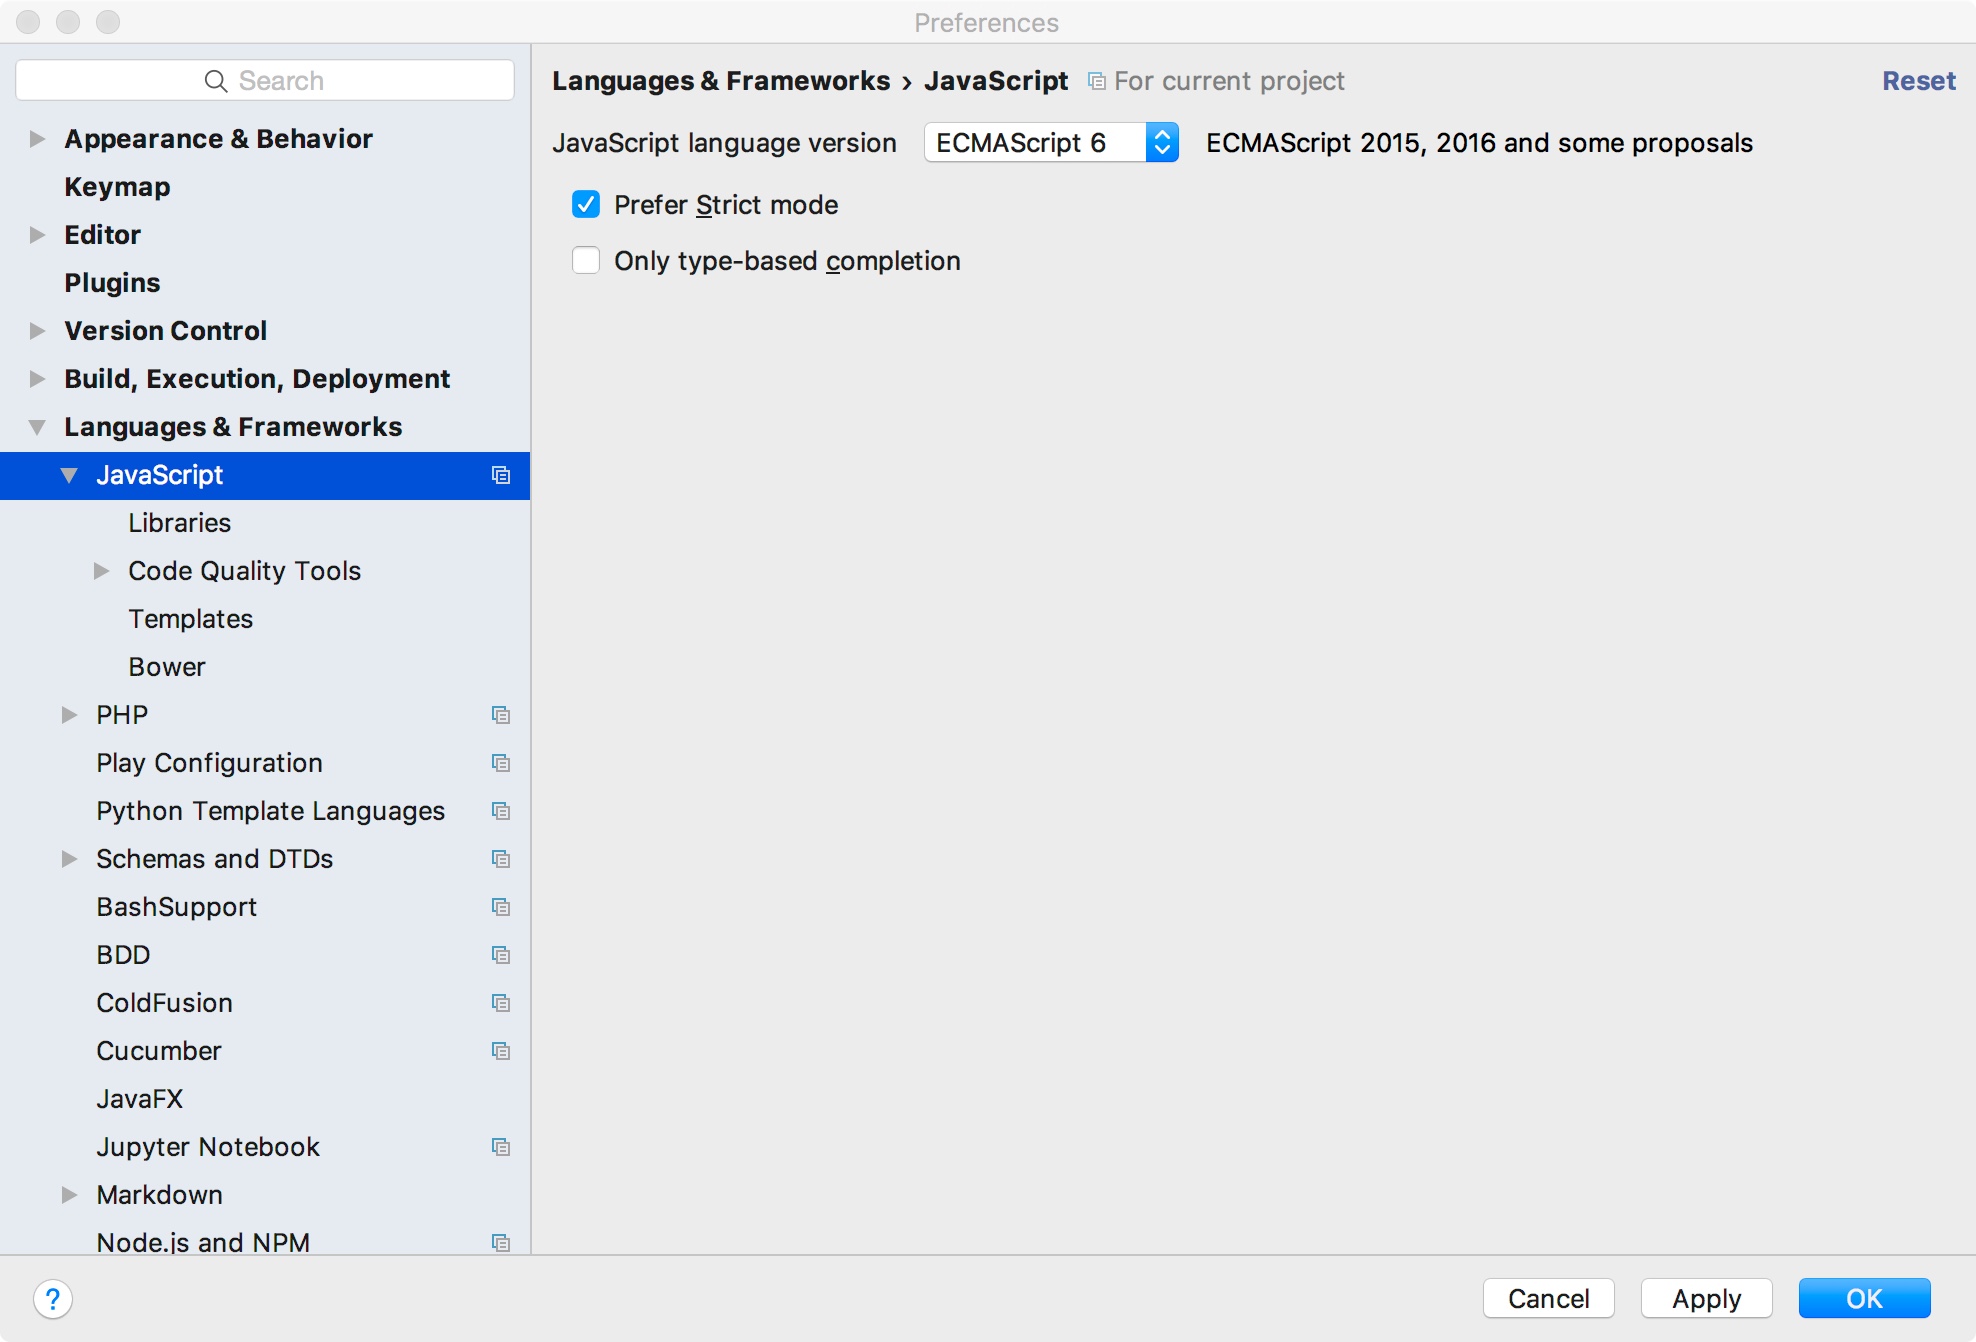 Preferences
Search
Appearance & Behavior
Keymap
Editor
Plugins
Version Control
Build, Execution, Deployment
Languages & Frameworks
JavaScript
Libraries
Code Quality Tools
Templates
Bower
PHP
Play Configuration
Python Template Languages
Schemas and DTDs
BashSupport
BDD
ColdFusion
Cucumber
JavaFX
Jupyter Notebook
Markdown
Node.js and NPM
Languages & Frameworks › JavaScript For current project Reset
JavaScript language version ECMAScript 6 ECMAScript 2015, 2016 and some proposals
Prefer Strict mode
Only type-based completion
? Cancel Apply OK